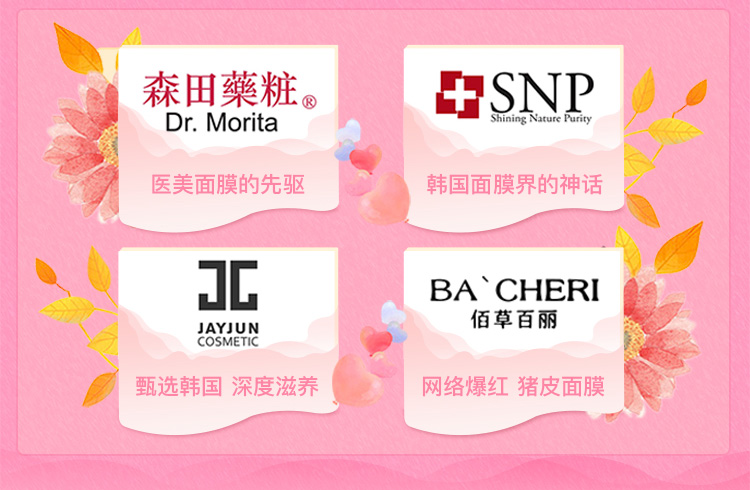 森田藥粧®
Dr. Morita
医美面膜的先驱
SNP
Shining Nature Purity
韩国面膜界的神话
JAYJUN
COSMETIC
甄选韩国 深度滋养
BA`CHERI
佰草百丽
网络爆红 猪皮面膜